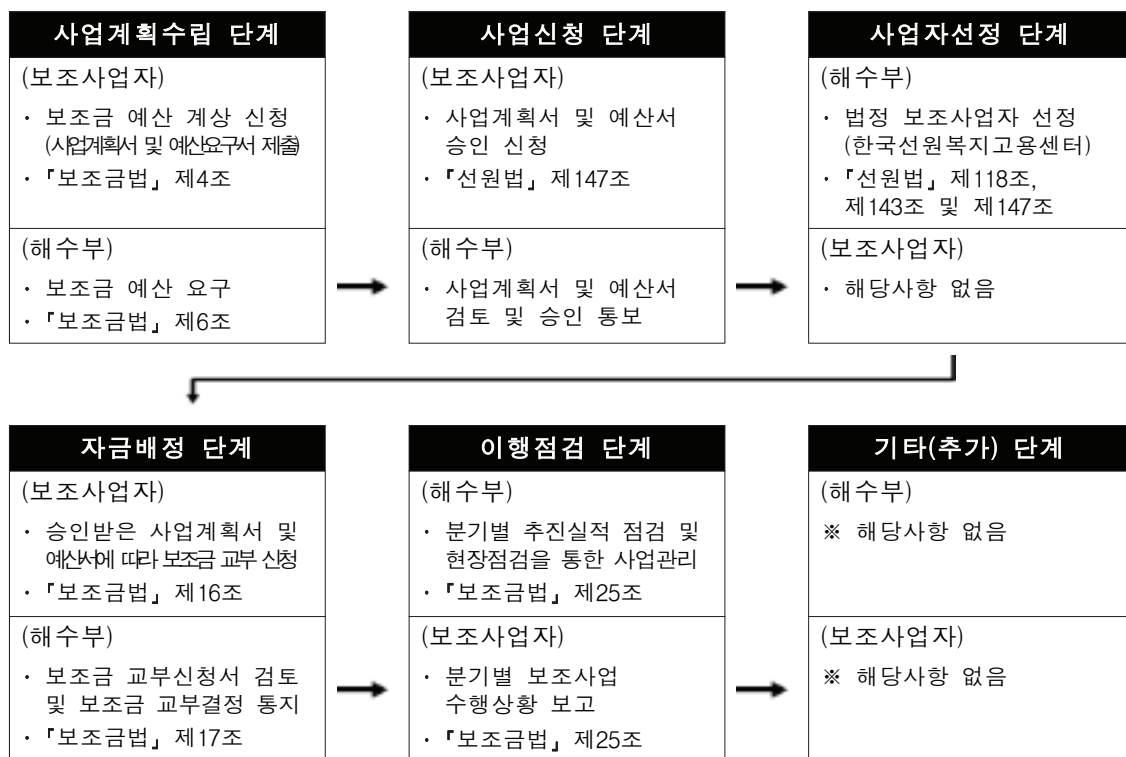 사업계획수립 단계
(보조사업자)
· 보조금 예산 계상 신청
(사업계획서 및 예산요구서 제출)
· 『보조금법』 제4조
(해수부)
· 보조금 예산 요구
· 『보조금법』 제6조
사업신청 단계
(보조사업자)
· 사업계획서 및 예산서
승인 신청
· 『선원법』 제147조
(해수부)
· 사업계획서 및 예산서
검토 및 승인 통보
사업자선정 단계
(해수부)
· 법정 보조사업자 선정
(한국선원복지고용센터)
· 『선원법』 제118조,
제143조 및 제147조
(보조사업자)
· 해당사항 없음
자금배정 단계
(보조사업자)
· 승인받은 사업계획서 및
예산서에 따라 보조금 교부 신청
· 『보조금법』 제16조
(해수부)
· 보조금 교부신청서 검토
및 보조금 교부결정 통지
· 『보조금법』 제17조
이행점검 단계
(해수부)
· 분기별 추진실적 점검 및
현장점검을 통한 사업관리
· 『보조금법』 제25조
(보조사업자)
· 분기별 보조사업
수행상황 보고
· 『보조금법』 제25조
기타(추가) 단계
(해수부)
※ 해당사항 없음
(보조사업자)
※ 해당사항 없음